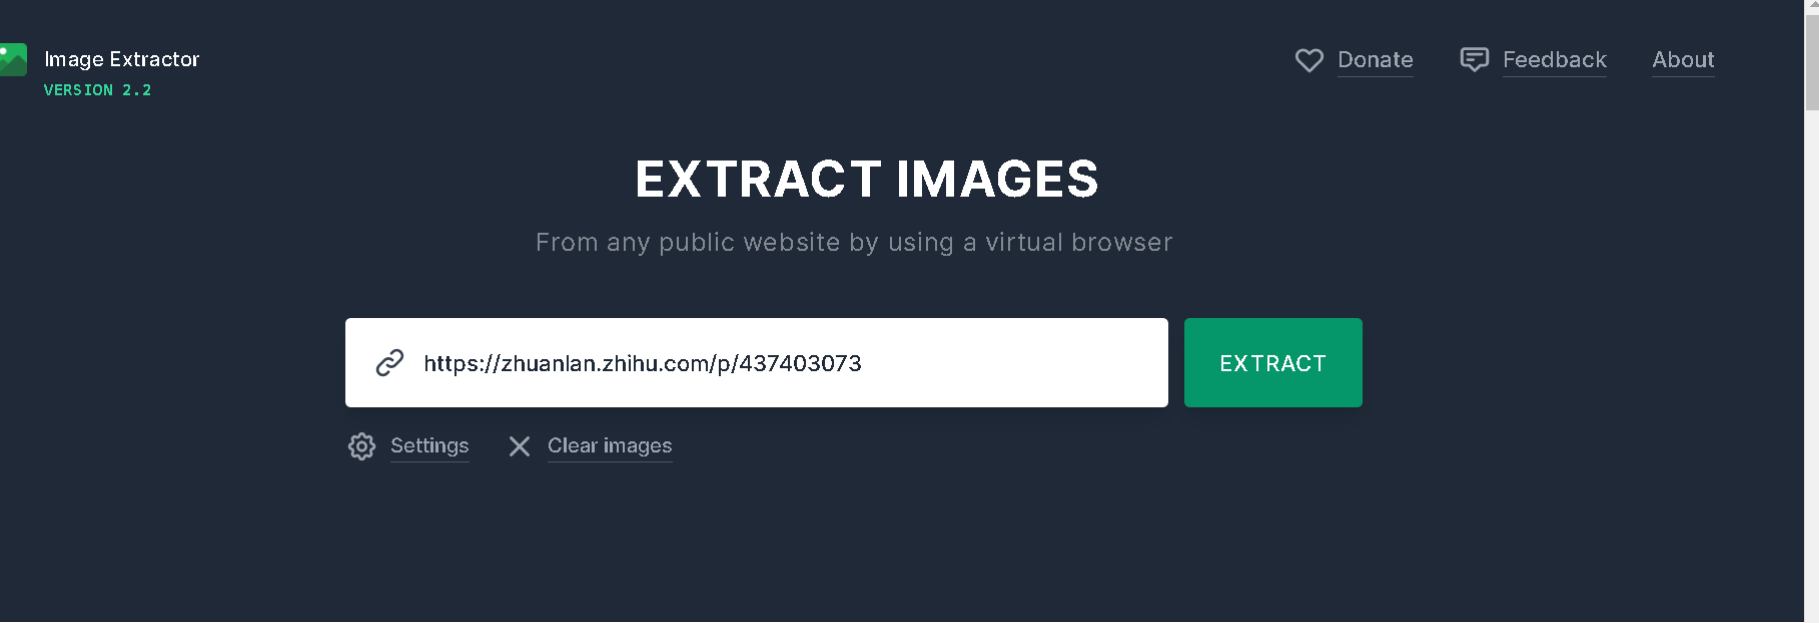 Image Extractor
VERSION 2.2
Donate
Feedback
About
EXTRACT IMAGES
From any public website by using a virtual browser
https://zhuanlan.zhihu.com/p/437403073
EXTRACT
Settings
Clear images